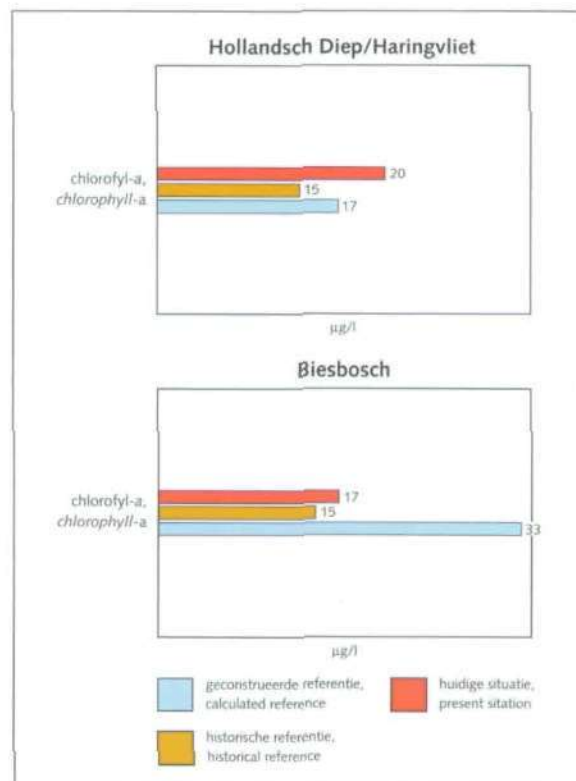 Hollandsch Diep/Haringvliet
chlorofyl-a,
chlorophyll-a
20
15
17
µg/l
Biesbosch
chlorofyl-a,
chlorophyll-a
17
15
33
µg/l
geconstrueerde referentie,
calculated reference
huidige situatie,
present sitation
historische referentie,
historical reference